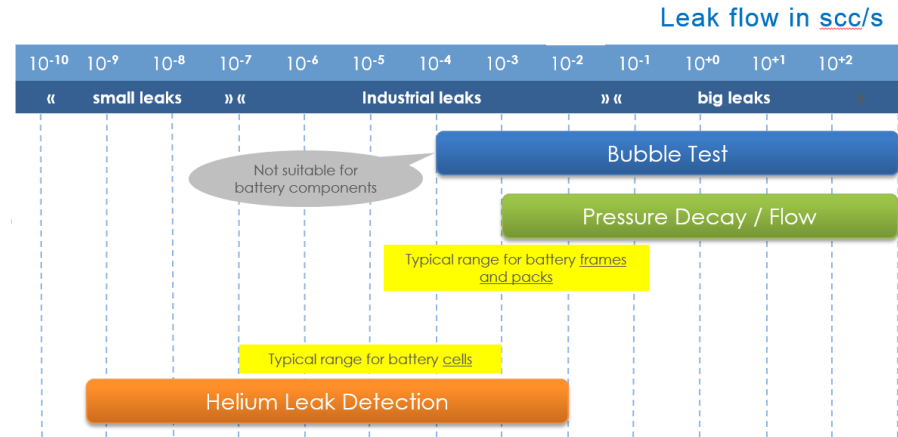 Leak flow in scc/s
10-10 10-9 10-8 10-7 10-6 10-5 10-4 10-3 10-2 10-1 10+0 10+1 10+2
« small leaks »« Industrial leaks »« big leaks »
Bubble Test
Not suitable for
battery components
Pressure Decay / Flow
Typical range for battery frames
and packs
Typical range for battery cells
Helium Leak Detection